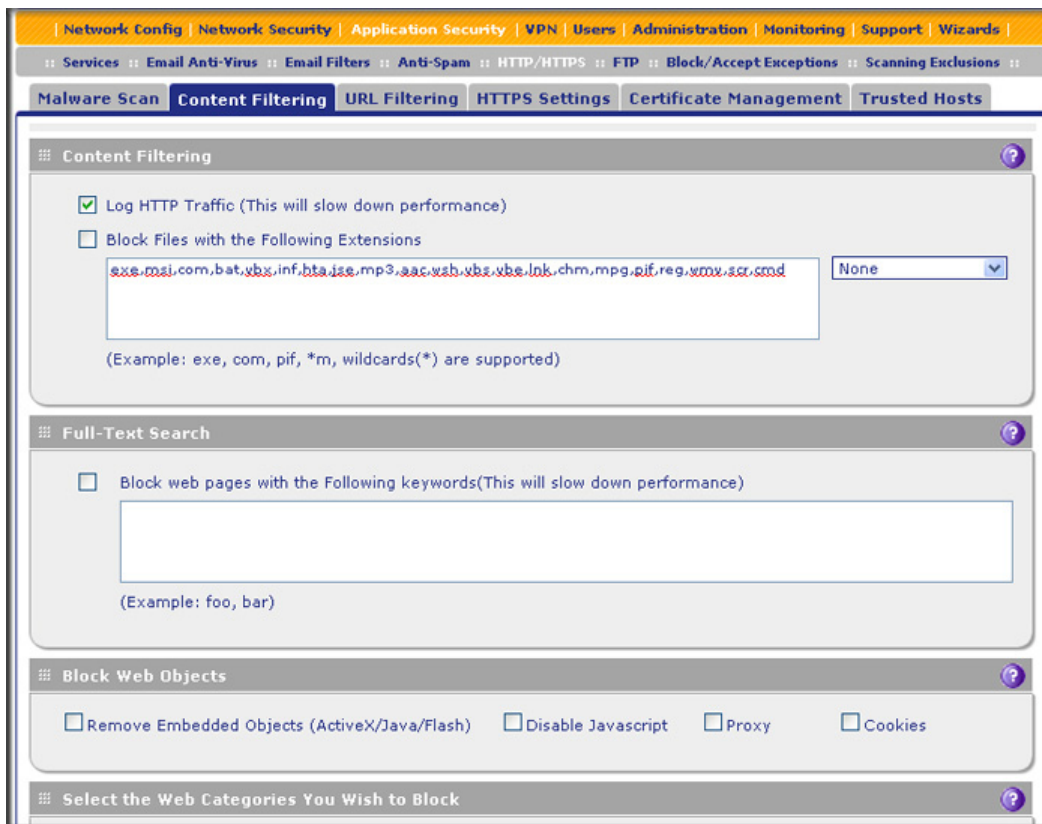 | Network Config | Network Security | Application Security | VPN | Users | Administration | Monitoring | Support | Wizards |
:: Services :: Email Anti-Virus :: Email Filters :: Anti-Spam :: HTTP/HTTPS :: FTP :: Block/Accept Exceptions :: Scanning Exclusions ::
Malware Scan Content Filtering URL Filtering HTTPS Settings Certificate Management Trusted Hosts
Content Filtering ?
Log HTTP Traffic (This will slow down performance)
Block Files with the Following Extensions
exe,msi,com,bat,vbx,inf,hta,jse,mp3,aac,wsh,vbs,vbe,lnk,chm,mpg,pif,reg,wmv,scr,cmd None
(Example: exe, com, pif, *m, wildcards(*) are supported)
Full-Text Search ?
Block web pages with the Following keywords(This will slow down performance)
(Example: foo, bar)
Block Web Objects ?
Remove Embedded Objects (ActiveX/Java/Flash) Disable Javascript Proxy Cookies
Select the Web Categories You Wish to Block ?